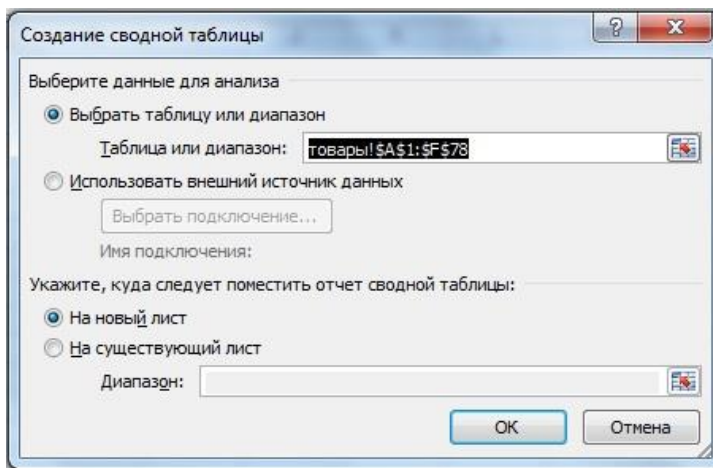 Создание сводной таблицы
Выберите данные для анализа
Выбрать таблицу или диапазон
Таблица или диапазон: товары!$A$1:$F$78
Использовать внешний источник данных
Выбрать подключение...
Имя подключения:
Укажите, куда следует поместить отчет сводной таблицы:
На новый лист
На существующий лист
Диапазон:
ОК Отмена